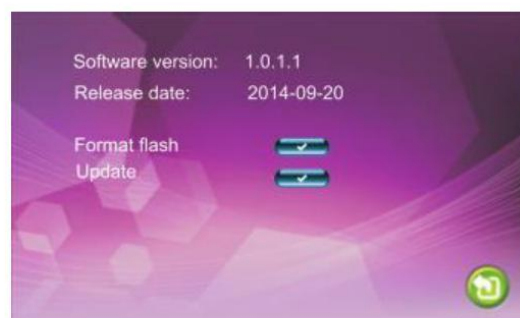 Software version: 1.0.1.1
Release date: 2014-09-20
Format flash
Update